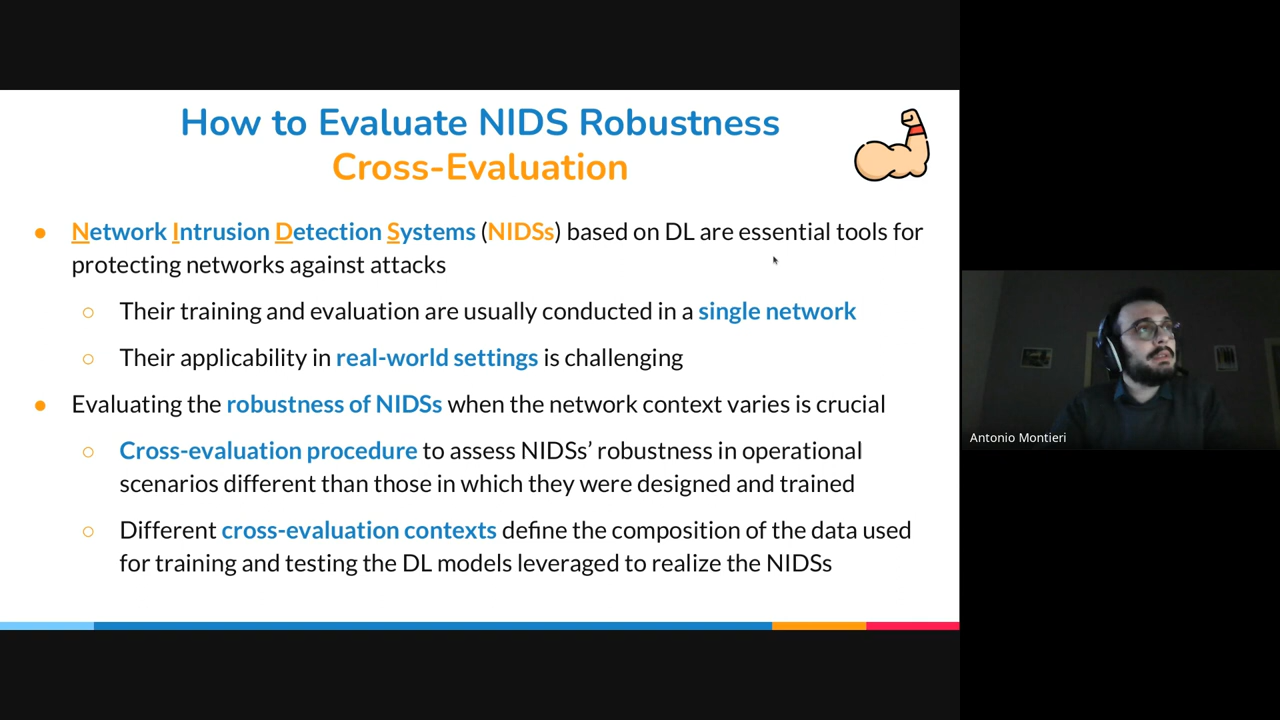 How to Evaluate NIDS Robustness
Cross-Evaluation
● Network Intrusion Detection Systems (NIDSs) based on DL are essential tools for
protecting networks against attacks
○ Their training and evaluation are usually conducted in a single network
○ Their applicability in real-world settings is challenging
● Evaluating the robustness of NIDSs when the network context varies is crucial
○ Cross-evaluation procedure to assess NIDSs’ robustness in operational
scenarios different than those in which they were designed and trained
○ Different cross-evaluation contexts define the composition of the data used
for training and testing the DL models leveraged to realize the NIDSs
Antonio Montieri